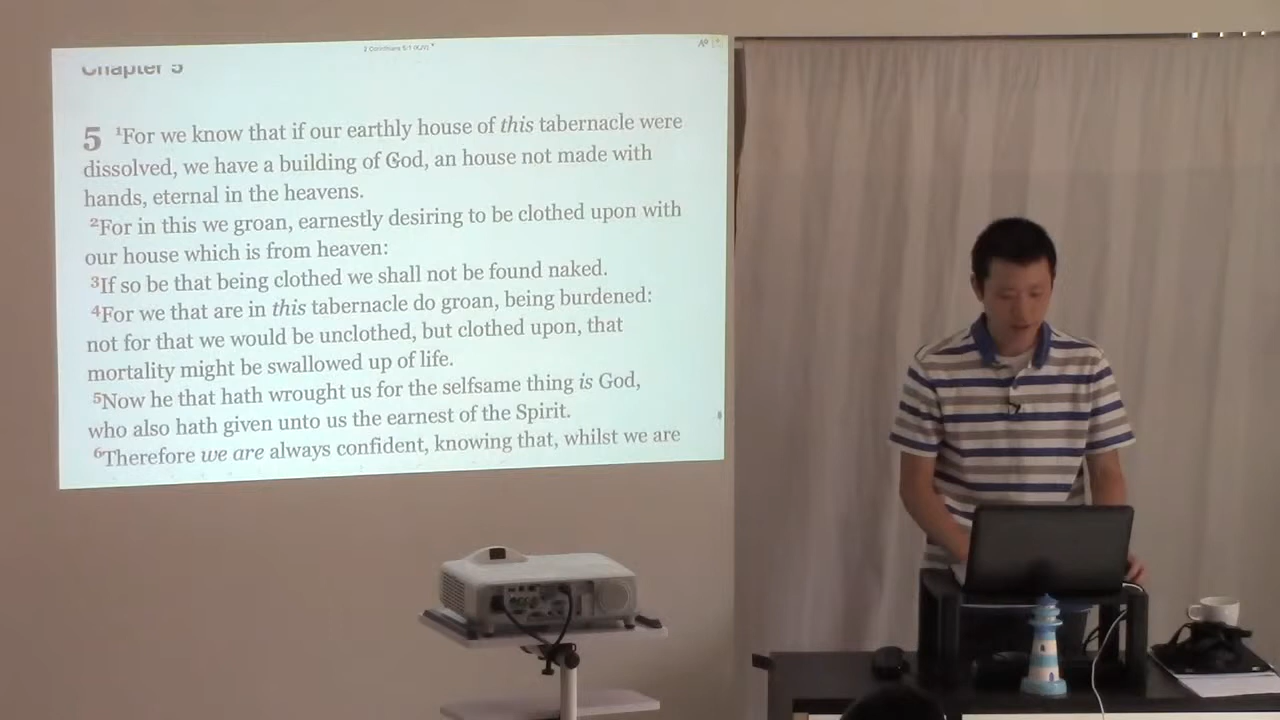 2 Corinthians 5:1 (KJV)
Chapter 5
5 1For we know that if our earthly house of this tabernacle were
dissolved, we have a building of God, an house not made with
hands, eternal in the heavens.
2For in this we groan, earnestly desiring to be clothed upon with
our house which is from heaven:
3If so be that being clothed we shall not be found naked.
4For we that are in this tabernacle do groan, being burdened:
not for that we would be unclothed, but clothed upon, that
mortality might be swallowed up of life.
5Now he that hath wrought us for the selfsame thing is God,
who also hath given unto us the earnest of the Spirit.
6Therefore we are always confident, knowing that, whilst we are